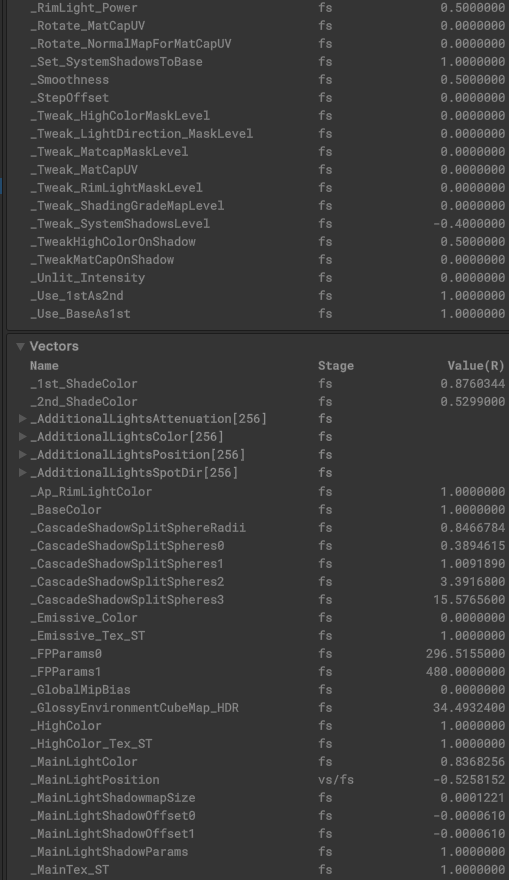 _RimLight_Power fs 0.5000000
_Rotate_MatCapUV fs 0.0000000
_Rotate_NormalMapForMatCapUV fs 0.0000000
_Set_SystemShadowsToBase fs 1.0000000
_Smoothness fs 0.5000000
_StepOffset fs 0.0000000
_Tweak_HighColorMaskLevel fs 0.0000000
_Tweak_LightDirection_MaskLevel fs 0.0000000
_Tweak_MatcapMaskLevel fs 0.0000000
_Tweak_MatCapUV fs 0.0000000
_Tweak_RimLightMaskLevel fs 0.0000000
_Tweak_ShadingGradeMapLevel fs 0.0000000
_Tweak_SystemShadowsLevel fs -0.4000000
_TweakHighColorOnShadow fs 0.5000000
_TweakMatCapOnShadow fs 0.0000000
_Unlit_Intensity fs 0.0000000
_Use_1stAs2nd fs 1.0000000
_Use_BaseAs1st fs 1.0000000
Vectors
Name Stage Value(R)
_1st_ShadeColor fs 0.8760344
_2nd_ShadeColor fs 0.5299000
_AdditionalLightsAttenuation[256] fs
_AdditionalLightsColor[256] fs
_AdditionalLightsPosition[256] fs
_AdditionalLightsSpotDir[256] fs
_Ap_RimLightColor fs 1.0000000
_BaseColor fs 1.0000000
_CascadeShadowSplitSphereRadii fs 0.8466784
_CascadeShadowSplitSpheres0 fs 0.3894615
_CascadeShadowSplitSpheres1 fs 1.0091890
_CascadeShadowSplitSpheres2 fs 3.3916800
_CascadeShadowSplitSpheres3 fs 15.5765600
_Emissive_Color fs 0.0000000
_Emissive_Tex_ST fs 1.0000000
_FPParams0 fs 296.5155000
_FPParams1 fs 480.0000000
_GlobalMipBias fs 0.0000000
_GlossyEnvironmentCubeMap_HDR fs 34.4932400
_HighColor fs 1.0000000
_HighColor_Tex_ST fs 1.0000000
_MainLightColor fs 0.8368256
_MainLightPosition vs/fs -0.5258152
_MainLightShadowmapSize fs 0.0001221
_MainLightShadowOffset0 fs -0.0000610
_MainLightShadowOffset1 fs -0.0000610
_MainLightShadowParams fs 1.0000000
_MainTex_ST fs 1.0000000